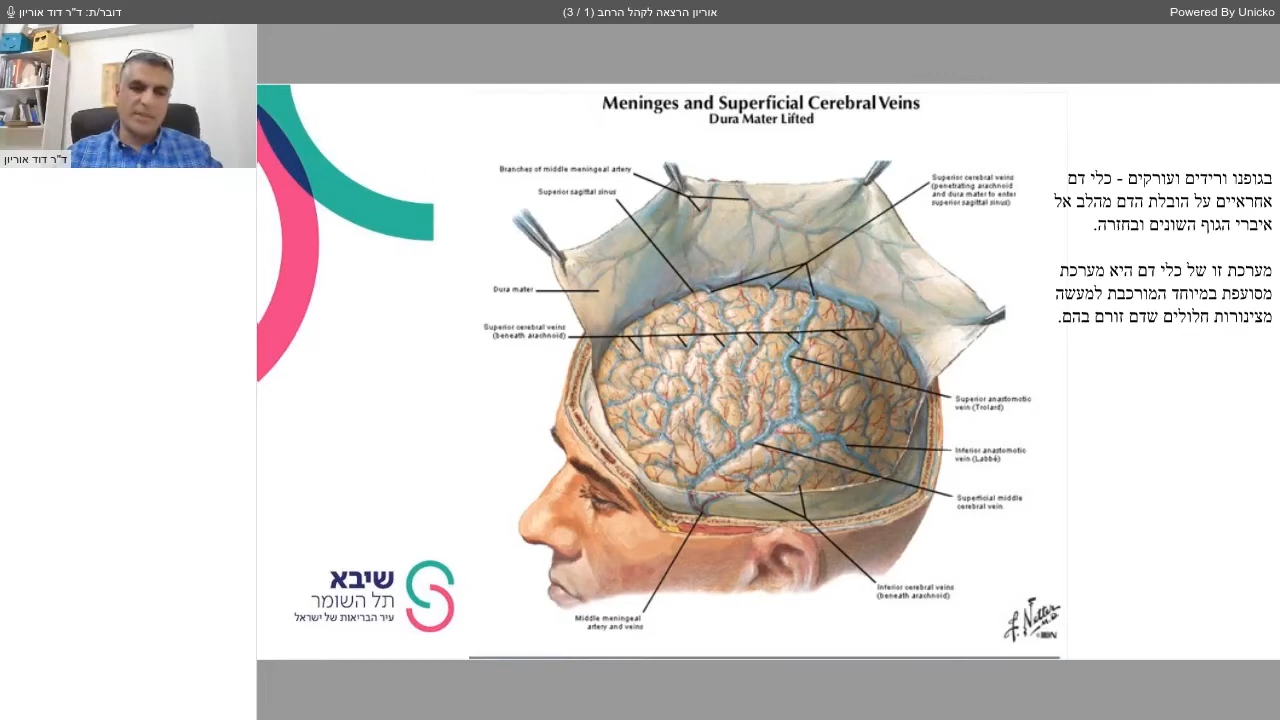 דובר/ת: ד"ר דוד אוריון
אוריון הרצאה לקהל הרחב (1 / 3)
Powered By Unicko
ד"ר דוד אוריון
Meninges and Superficial Cerebral Veins
Dura Mater Lifted
Branches of middle meningeal artery
Superior sagittal sinus
Superior cerebral veins
(penetrating arachnoid
and dura mater to enter
superior sagittal sinus)
Dura mater
Superior cerebral veins
(beneath arachnoid)
Superior anastomotic
vein (Trolard)
Inferior anastomotic
vein (Labbé)
Superficial middle
cerebral vein
Inferior cerebral veins
(beneath arachnoid)
Middle meningeal
artery and veins
בגופנו ורידים ועורקים - כלי דם
אחראיים על הובלת הדם מהלב אל
איברי הגוף השונים ובחזרה.
מערכת זו של כלי דם היא מערכת
מסועפת במיוחד המורכבת למעשה
מצינורות חלולים שדם זורם בהם.
שיבא
תל השומר
עיר הבריאות של ישראל
F. Netter
M.D.